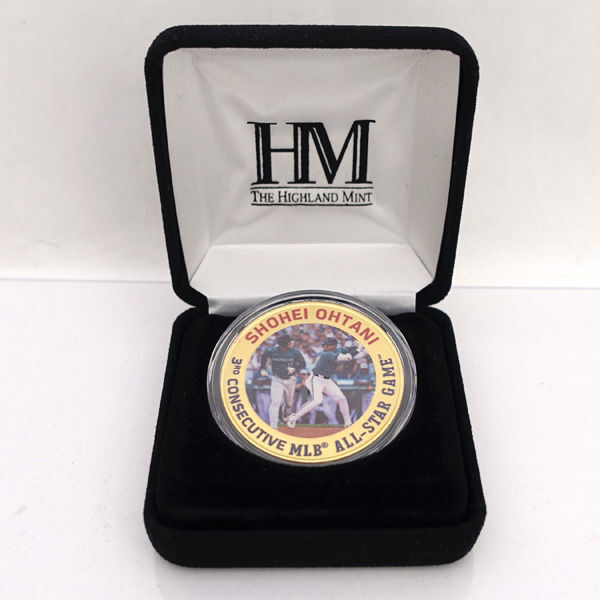 HM
THE HIGHLAND MINT
SHOHEI OHTANI
3RD CONSECUTIVE MLB® ALL-STAR GAME™